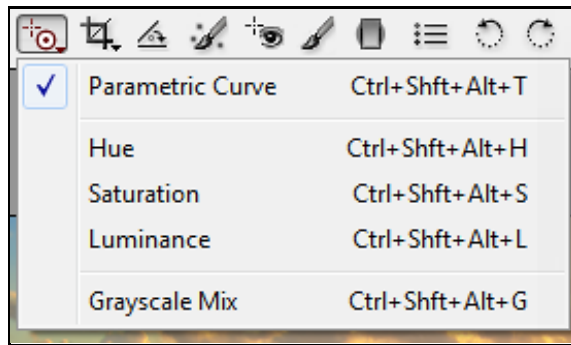 Parametric Curve Ctrl+Shft+Alt+T
Hue Ctrl+Shft+Alt+H
Saturation Ctrl+Shft+Alt+S
Luminance Ctrl+Shft+Alt+L
Grayscale Mix Ctrl+Shft+Alt+G